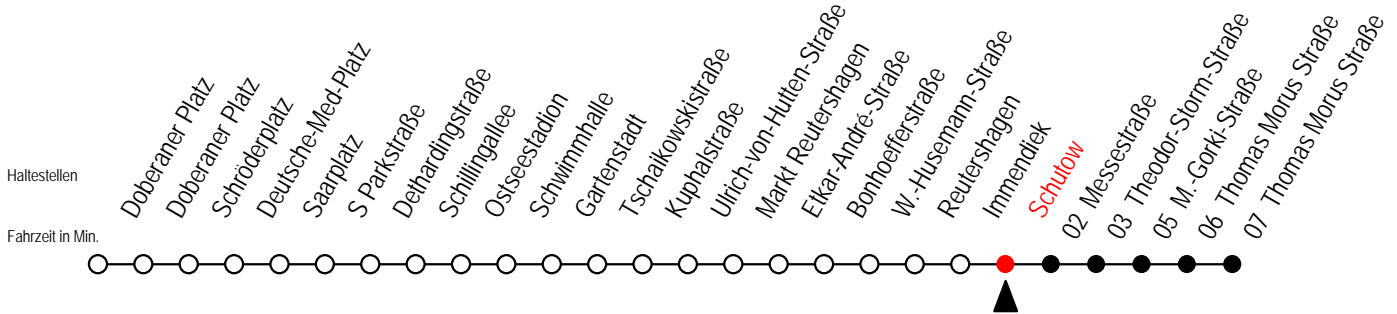 Haltestellen
Fahrzeit in Min.
Doberaner Platz
Doberaner Platz
Schröderplatz
Deutsche-Med-Platz
Saarplatz
S Parkstraße
Dethardingstraße
Schillingallee
Ostseestadion
Schwimmhalle
Gartenstadt
Tschaikowskistraße
Kuphalstraße
Ulrich-von-Hutten-Straße
Markt Reutershagen
Elkar-André-Straße
Bonhoefferstraße
W.-Husemann-Straße
Reutershagen
Immendiek
Schutow
02 Messestraße
03 Theodor-Storm-Straße
05 M.-Gorki-Straße
06 Thomas Morus Straße
07 Thomas Morus Straße